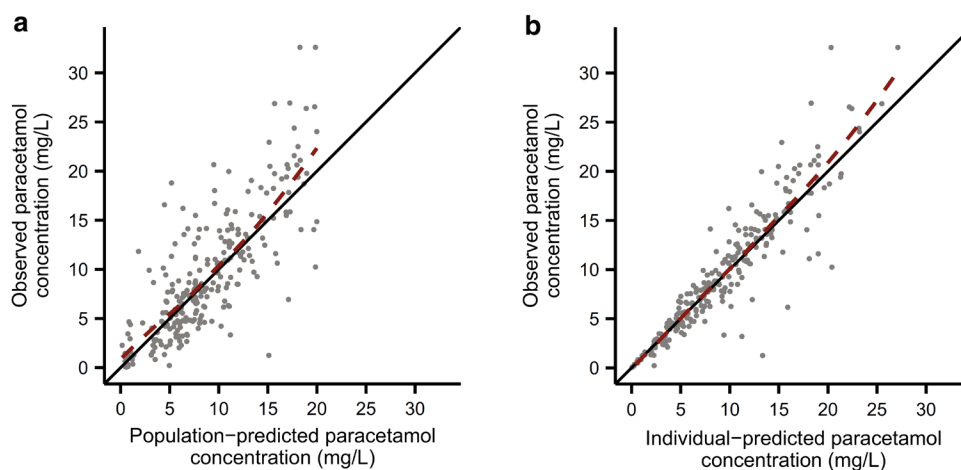 a
Observed paracetamol
concentration (mg/L)
30
25
20
15
10
5
0
0 5 10 15 20 25 30
Population−predicted paracetamol
concentration (mg/L)
b
Observed paracetamol
concentration (mg/L)
30
25
20
15
10
5
0
0 5 10 15 20 25 30
Individual−predicted paracetamol
concentration (mg/L)